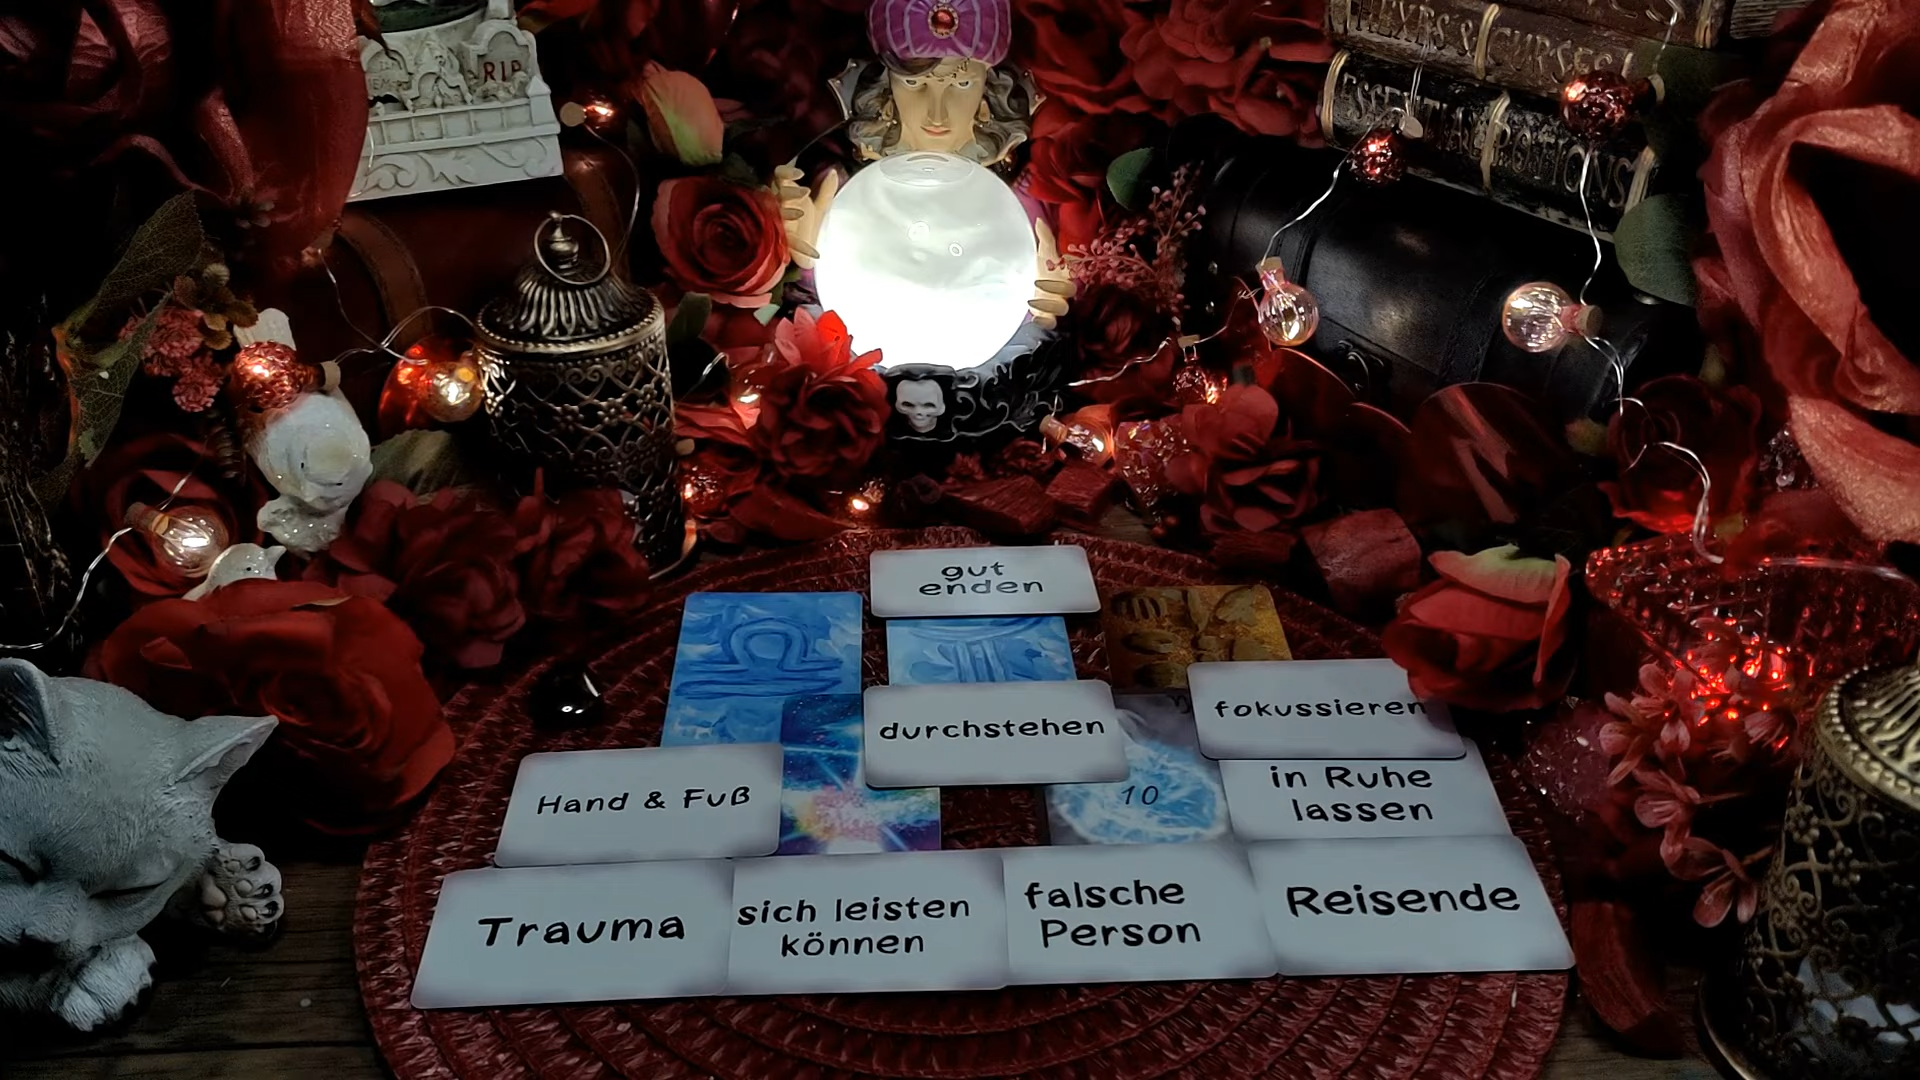 RIP
HEXES & CURSES
ESSENTIAL POTIONS
gut
enden
durchstehen
fokussieren
Hand & Fuß
10
in Ruhe
lassen
Trauma
sich leisten
können
falsche
Person
Reisende